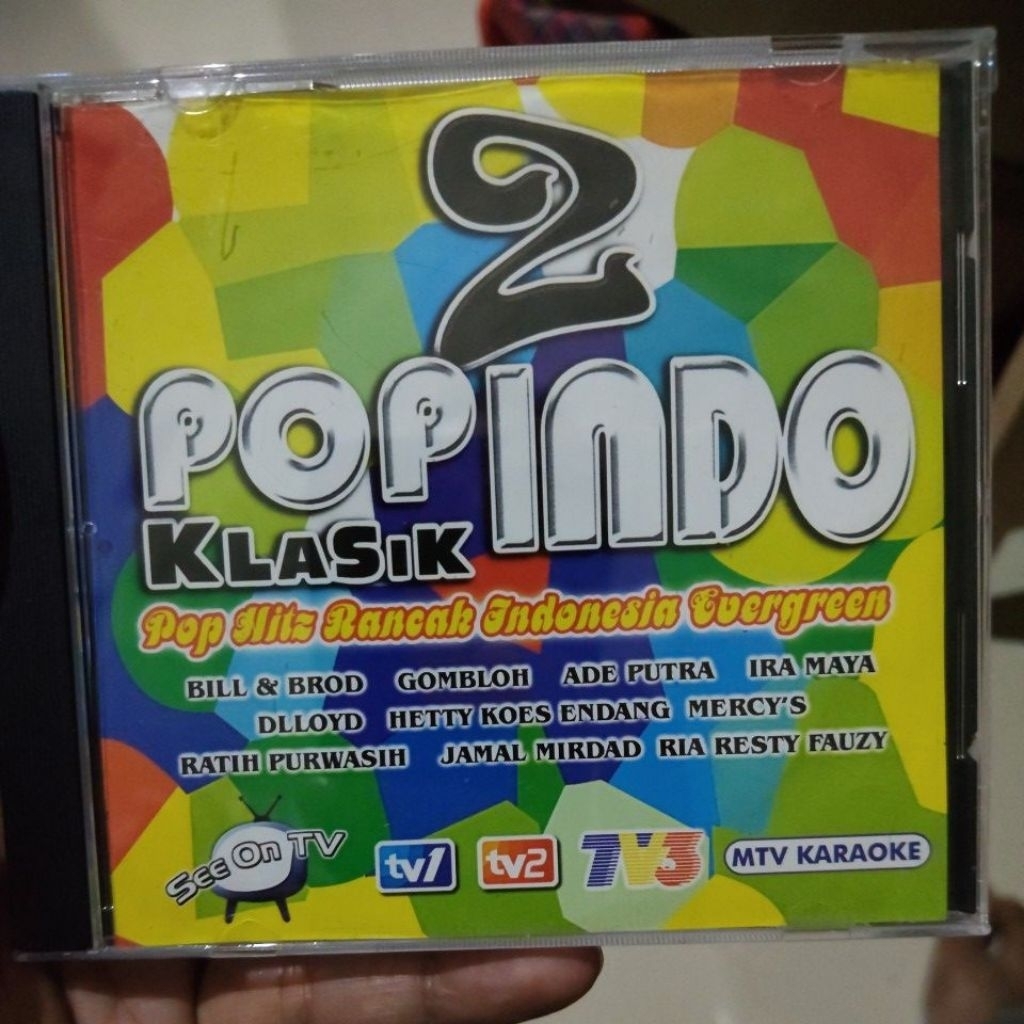 2
POP INDO
KLASIK
Pop Hitz Rancak Indonesia Evergreen
BILL & BROD GOMBLOH ADE PUTRA IRA MAYA
DLLOYD HETTY KOES ENDANG MERCY'S
RATIH PURWASIH JAMAL MIRDAD RIA RESTY FAUZY
SEE ON TV tv1 tv2 TV3 MTV KARAOKE